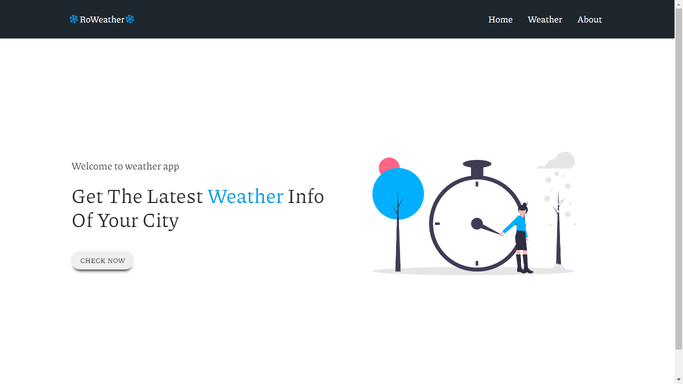 ❄RoWeather❄
Home
Weather
About
Welcome to weather app
Get The Latest Weather Info
Of Your City
CHECK NOW